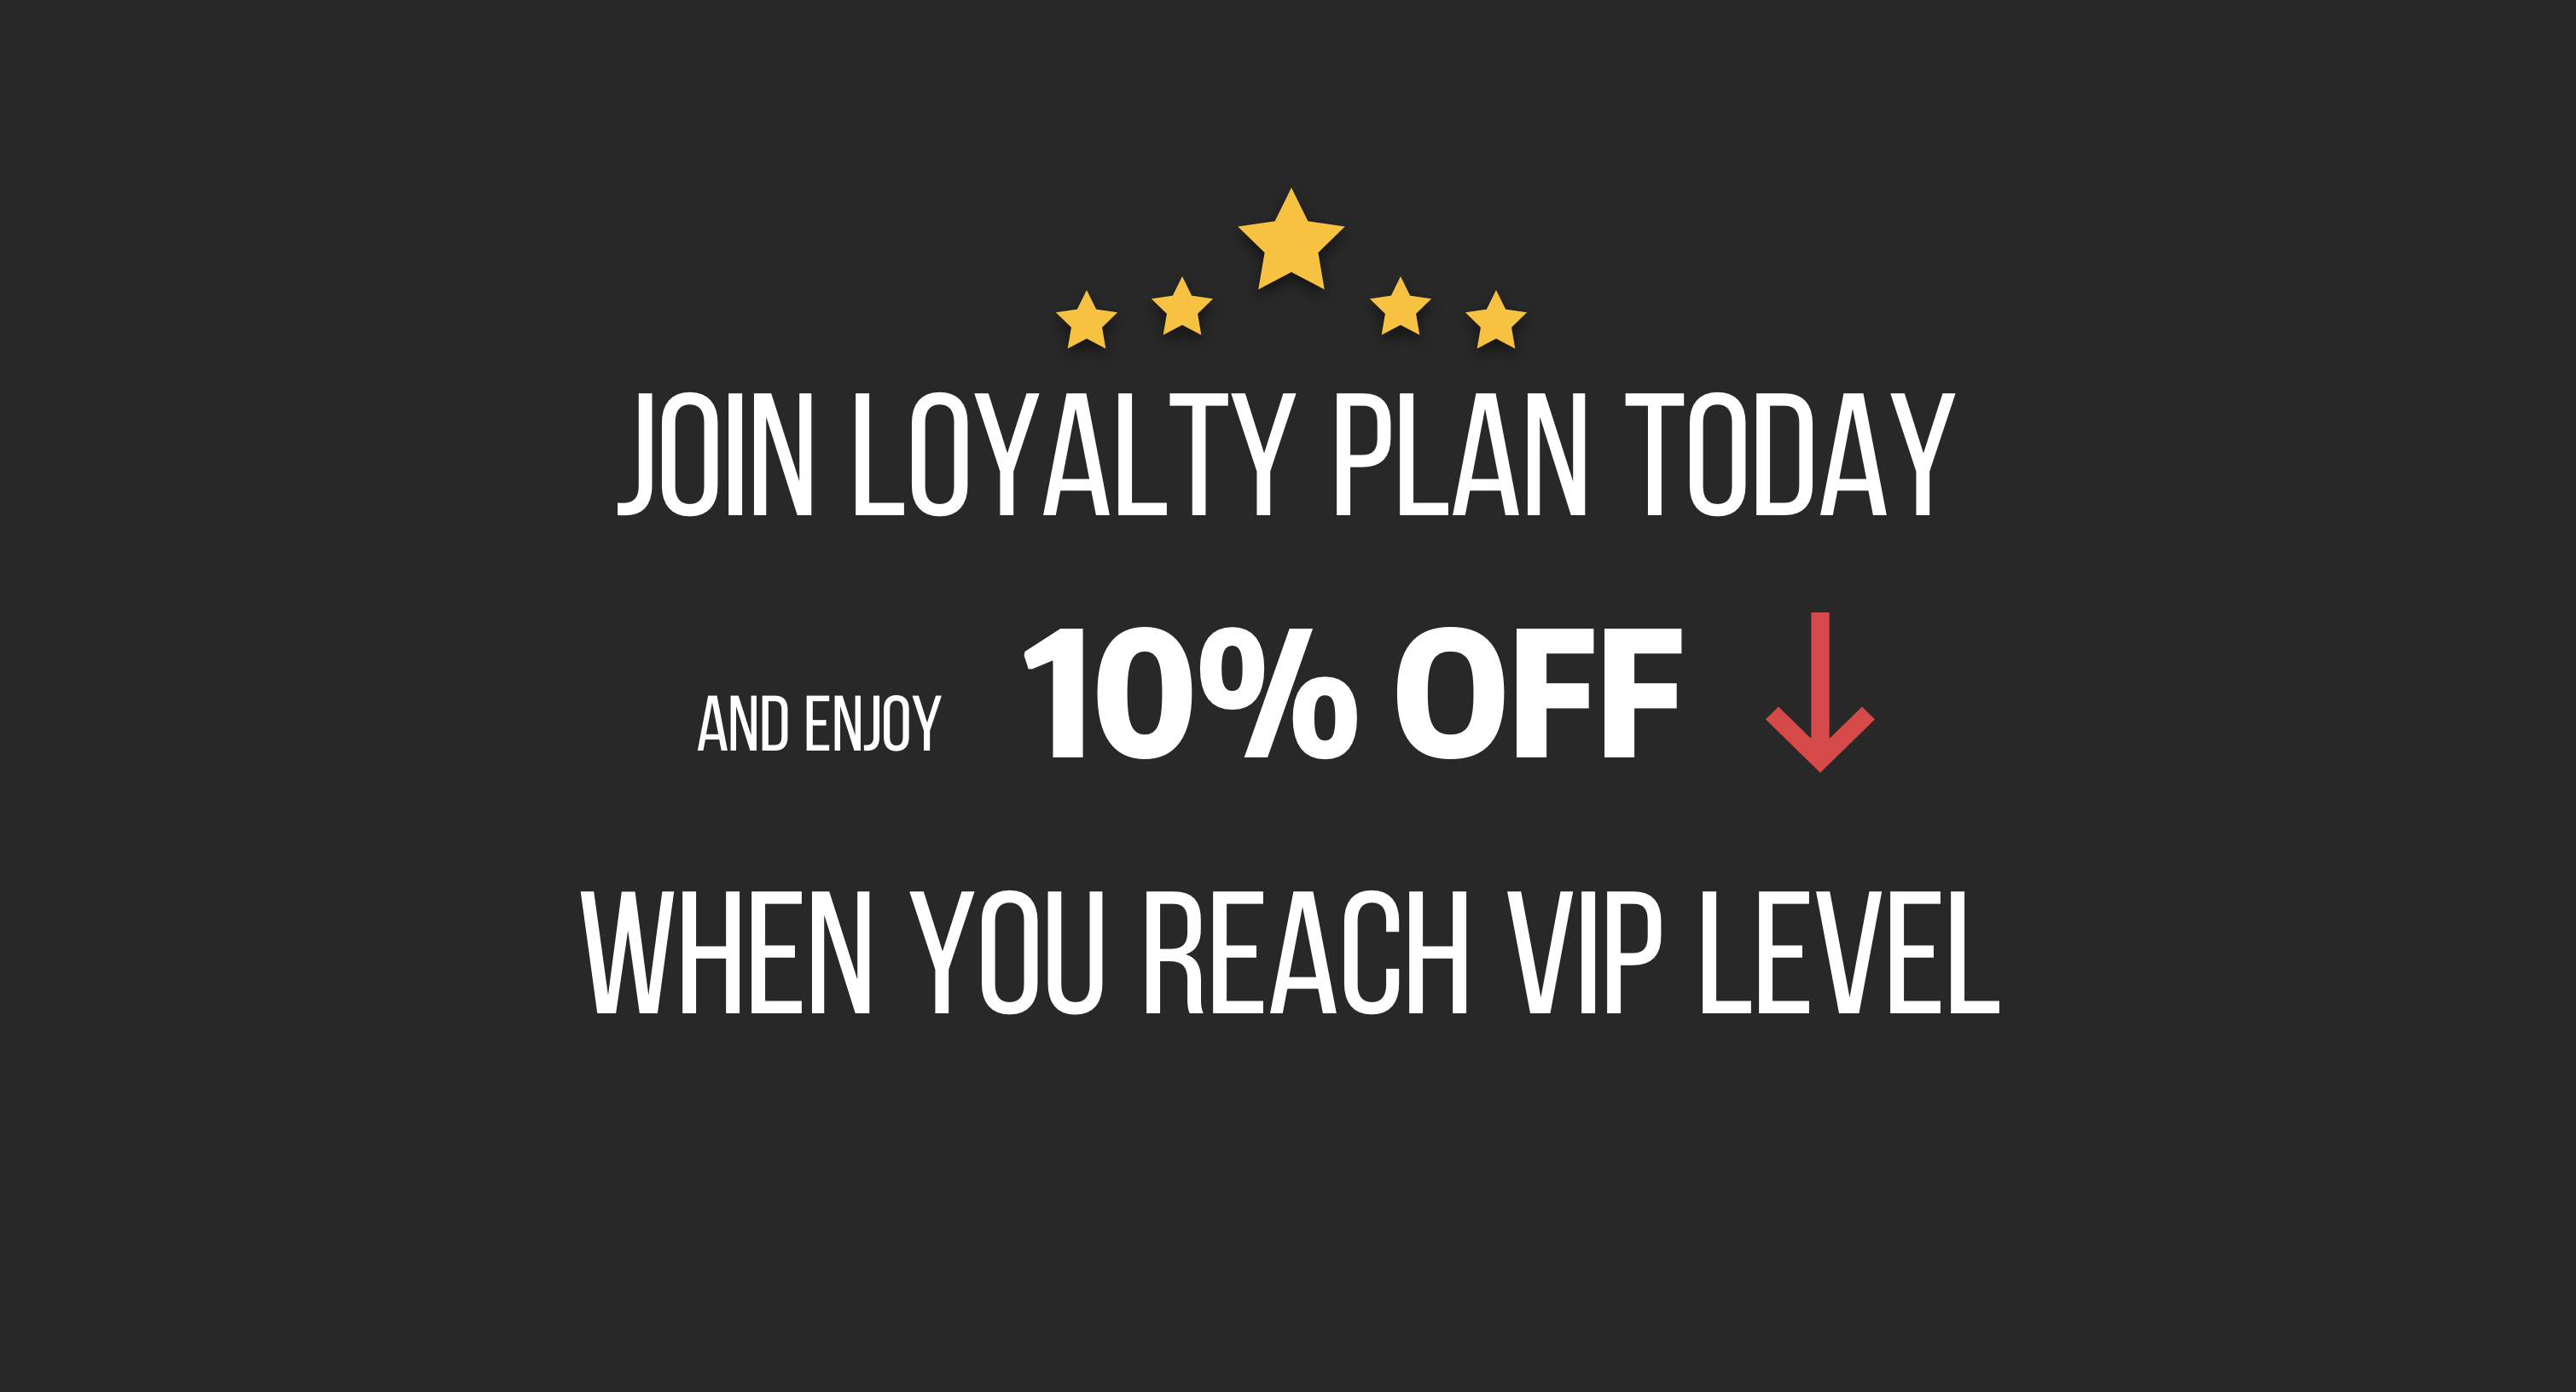 JOIN LOYALTY PLAN TODAY
AND ENJOY 10% OFF
WHEN YOU REACH VIP LEVEL